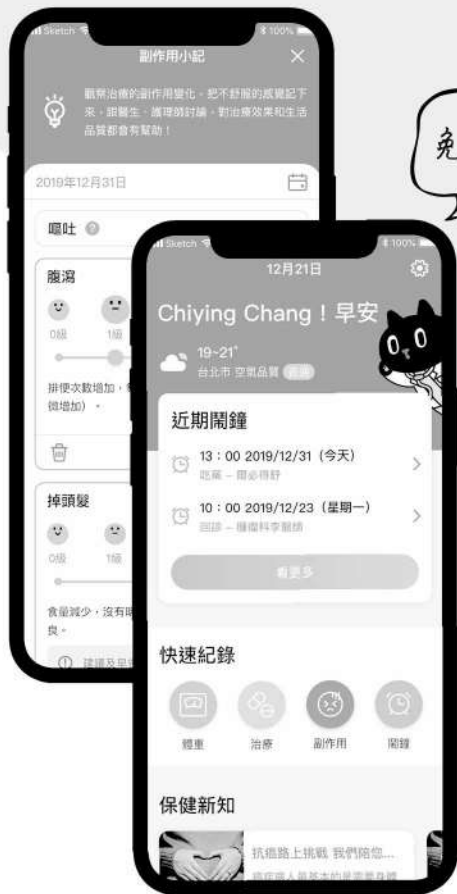 Sketch
100%
副作用小記
觀察治療的副作用變化，把不舒服的感覺記下
來，跟醫生、護理師討論，對治療效果和生活
品質都會有幫助！
2019年12月31日
嘔吐
腹瀉
0級 1級
排便次數增加，
微增加）。
掉頭髮
0級 1級
食量減少，沒有
良。
建議及早
免
Sketch
100%
12月21日
Chiying Chang！早安
19~21°
台北市 空氣品質
近期鬧鐘
13：00 2019/12/31（今天）
吃藥 – 爾必得舒
10：00 2019/12/23（星期一）
回診 – 腫瘤科李醫師
看更多
快速紀錄
體重 治療 副作用 鬧鐘
保健新知
抗癌路上挑戰 我們陪您...